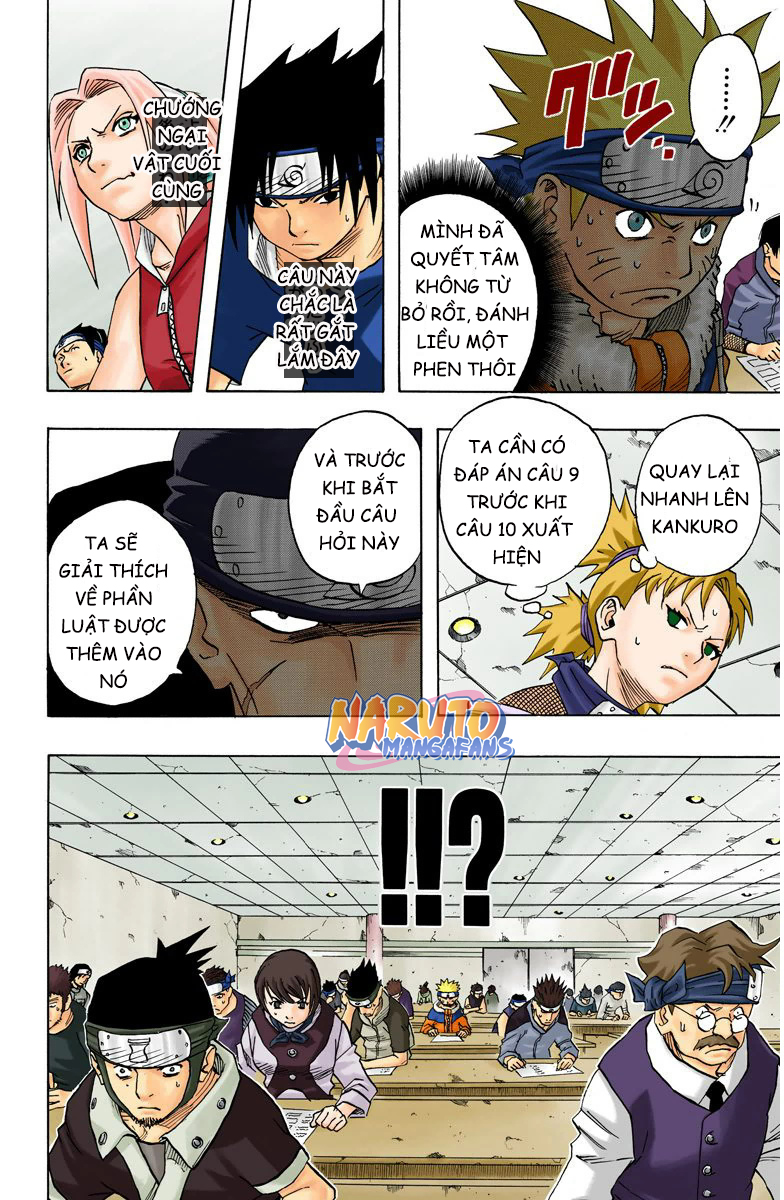 ……!!
グッ
MÌNH ĐÃ
QUYẾT TÂM
KHÔNG TỪ
BỎ RỒI, ĐÁNH
LIỀU MỘT
PHEN THÔI
CÂU NÀY
CHẮC LÀ
RẤT GẮT
LẮM ĐÂY
CHƯỚNG
NGẠI
VẬT CUỐI
CÙNG
QUAY LẠI
NHANH LÊN
KANKURO
TA CẦN CÓ
ĐÁP ÁN CÂU 9
TRƯỚC KHI
CÂU 10 XUẤT
HIỆN
VÀ TRƯỚC
KHI BẮT
ĐẦU CÂU
HỎI NÀY
TA SẼ
GIẢI THÍCH
VỀ PHẦN
LUẬT ĐƯỢC
THÊM VÀO
NÓ
NARUTO
MANGAFANS
!!?